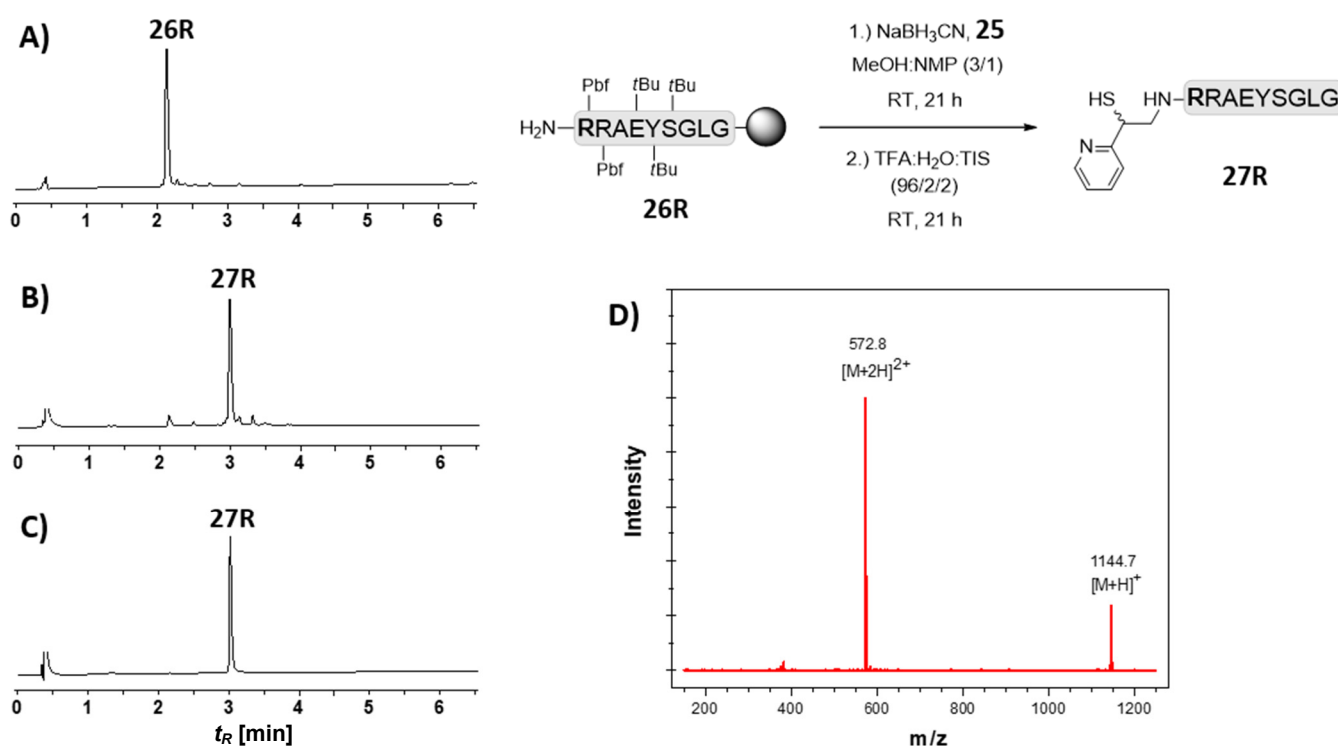 A)
26R
0 1 2 3 4 5 6
B)
27R
0 1 2 3 4 5 6
C)
27R
0 1 2 3 4 5 6
tR [min]
Pbf
tBu
tBu
H2N
RRAEYSGLG
Pbf
tBu
26R
1.) NaBH3CN, 25
MeOH:NMP (3/1)
RT, 21 h
2.) TFA:H2O:TIS
(96/2/2)
RT, 21 h
HS
HN
RRAEYSGLG
N
27R
D)
572.8
[M+2H]2+
1144.7
[M+H]+
Intensity
200 400 600 800 1000 1200
m/z